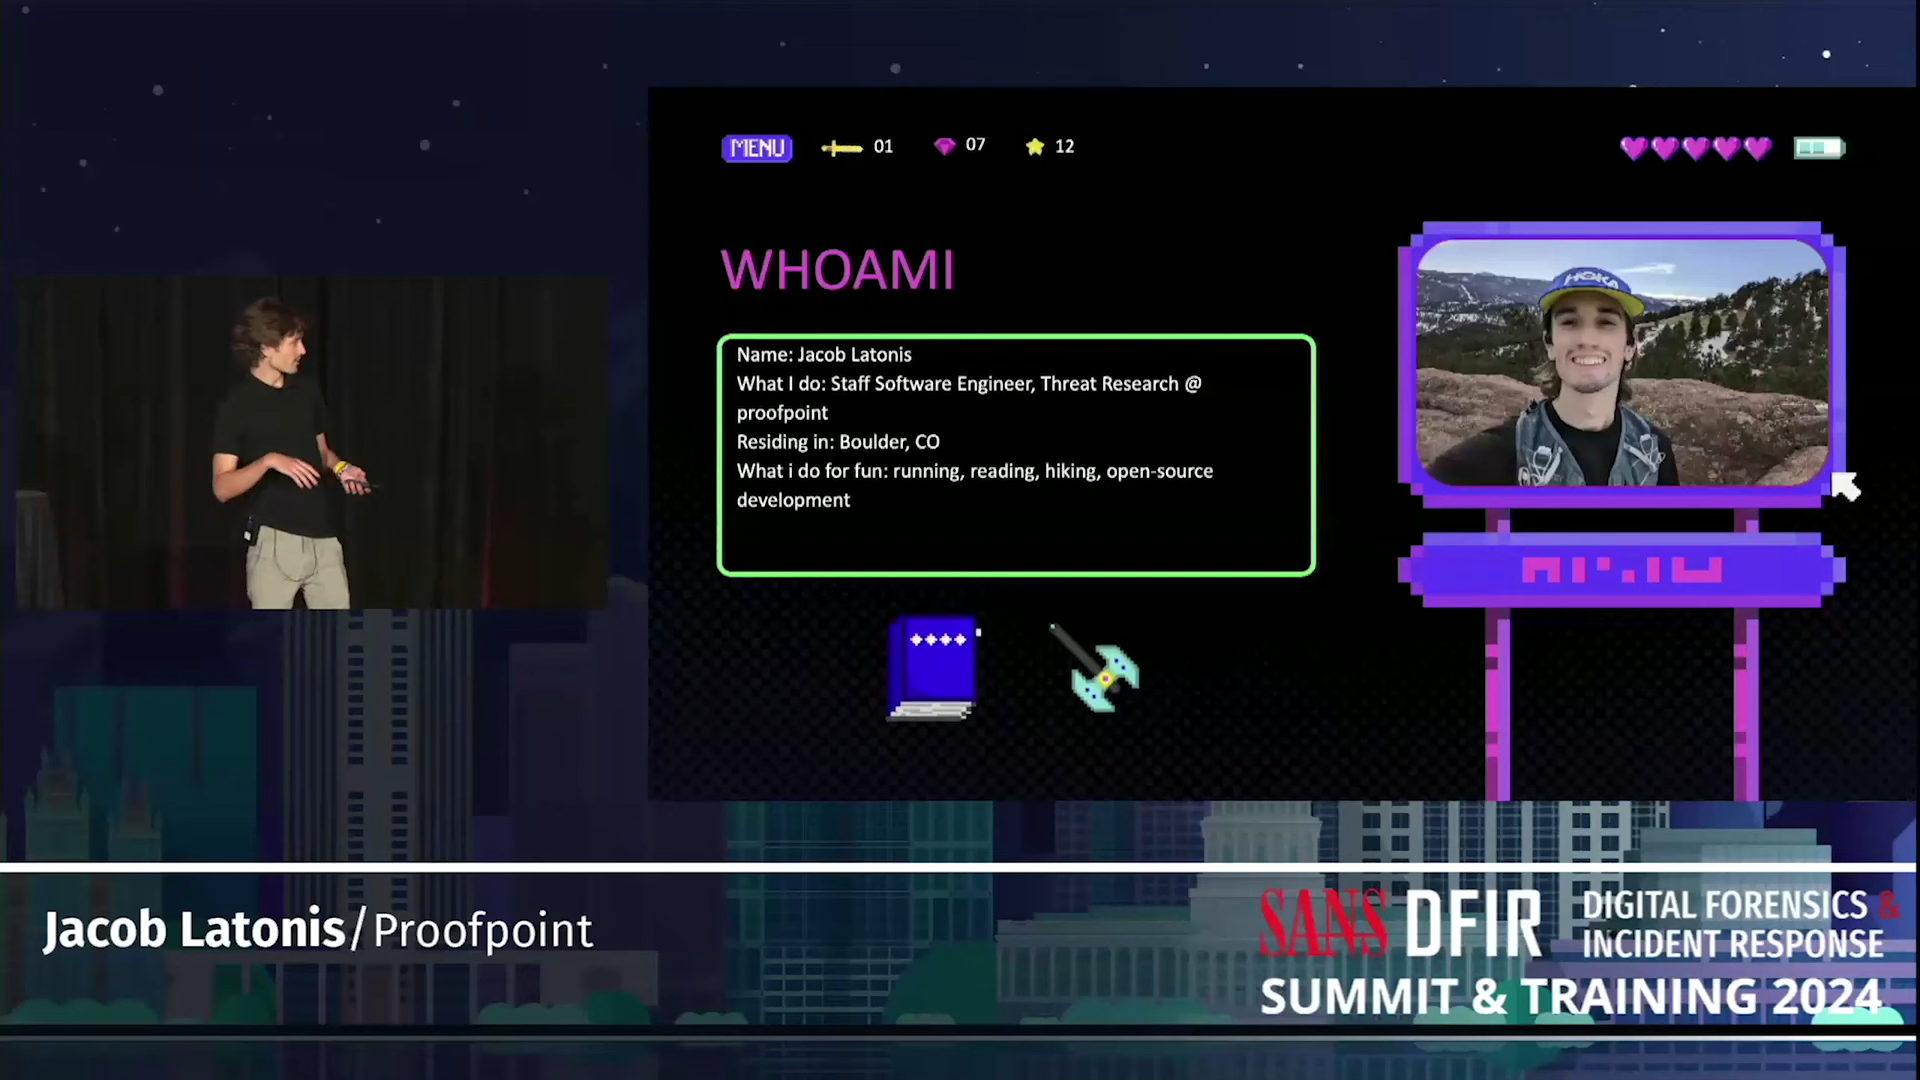 MENU 01 07 12
WHOAMI
HOKA
Name: Jacob Latonis
What I do: Staff Software Engineer, Threat Research @
proofpoint
Residing in: Boulder, CO
What i do for fun: running, reading, hiking, open-source
development
Jacob Latonis/Proofpoint
SANS DFIR DIGITAL FORENSICS &
INCIDENT RESPONSE
SUMMIT & TRAINING 2024